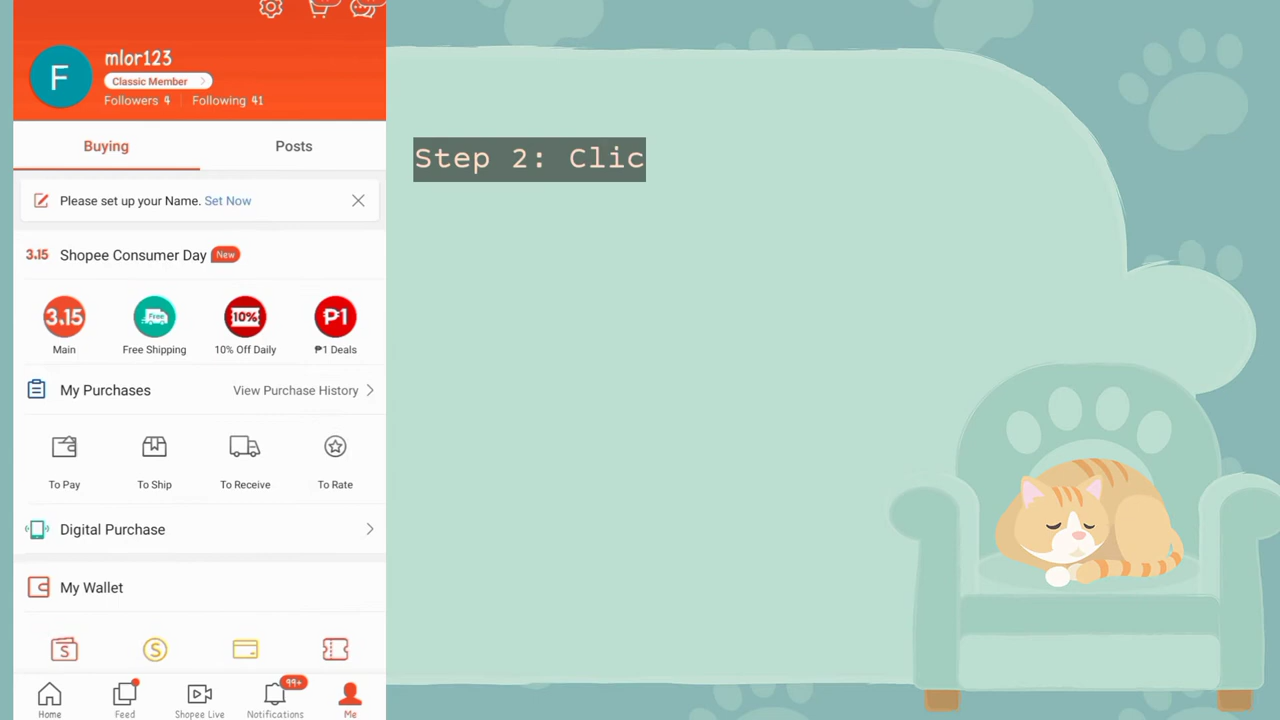 F
mlor123
Classic Member
Followers 4 | Following 41
Buying
Posts
Please set up your Name. Set Now
3.15 Shopee Consumer Day New
3.15
Free
10%
₱1
Main
Free Shipping
10% Off Daily
₱1 Deals
My Purchases
View Purchase History
To Pay
To Ship
To Receive
To Rate
Digital Purchase
My Wallet
S
S
99+
Home
Feed
Shopee Live
Notifications
Me
Step 2: Clic